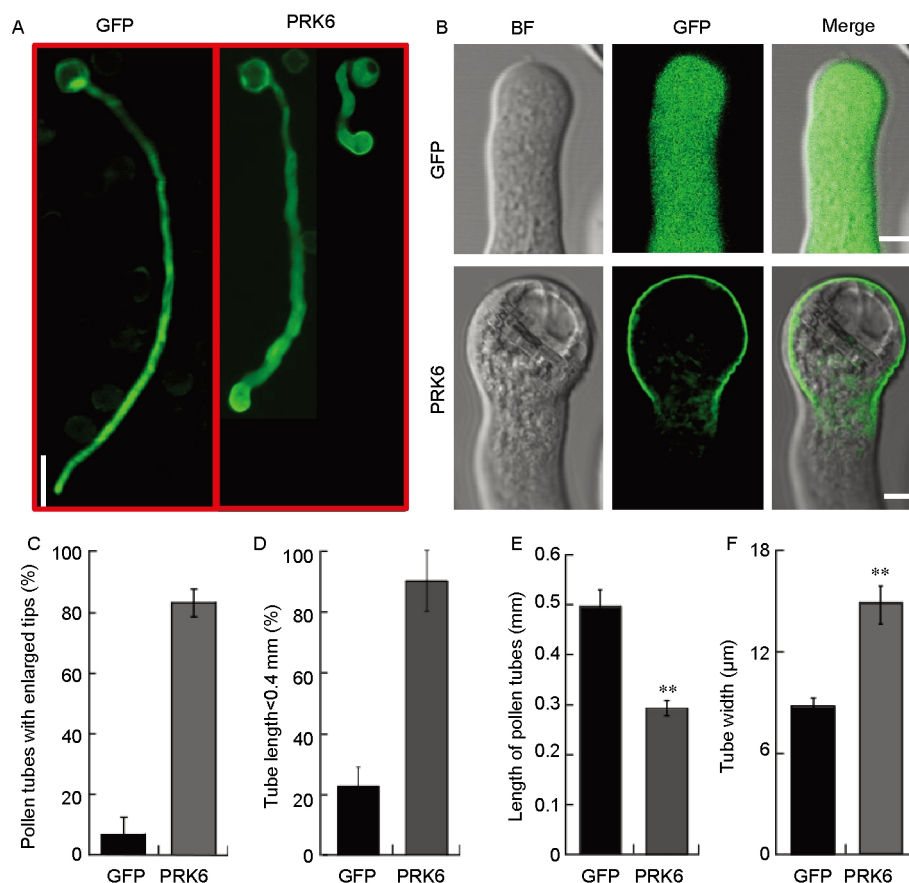 A
GFP
PRK6
B
BF
GFP
Merge
GFP
PRK6
C
Pollen tubes with enlarged tips (%)
100
80
60
40
20
0
GFP PRK6
D
Tube length<0.4 mm (%)
100
80
60
40
20
0
GFP PRK6
E
Length of pollen tubes (mm)
0.6
0.5
0.4
0.3
0.2
0.1
0
**
GFP PRK6
F
Tube width (μm)
18
12
6
0
**
GFP PRK6